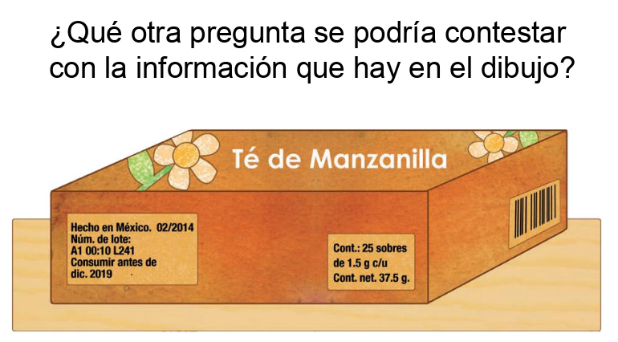 ¿Qué otra pregunta se podría contestar
con la información que hay en el dibujo?
Té de Manzanilla
Hecho en México. 02/2014
Núm. de lote:
A1 00:10 L241
Consumir antes de
dic. 2019
Cont.: 25 sobres
de 1.5 g c/u
Cont. net. 37.5 g.